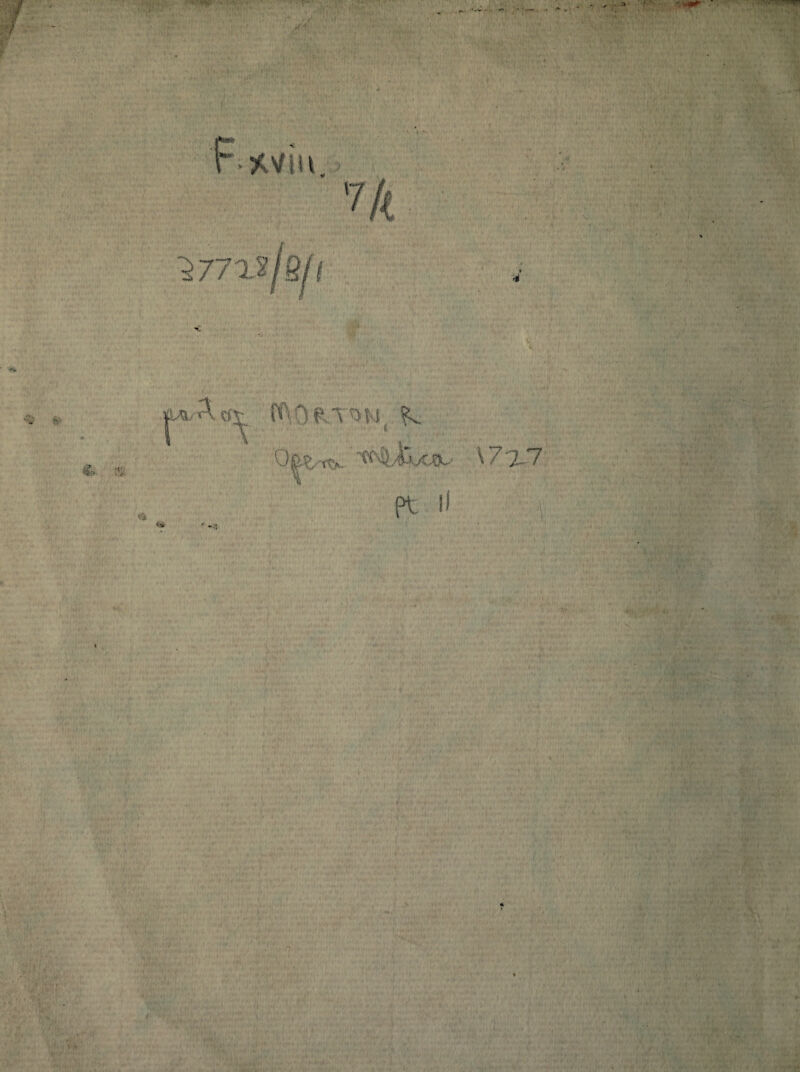 F. xviii.
7/k
37728/B/1
part of MORTON, R.
Opera medica 1727
pt II